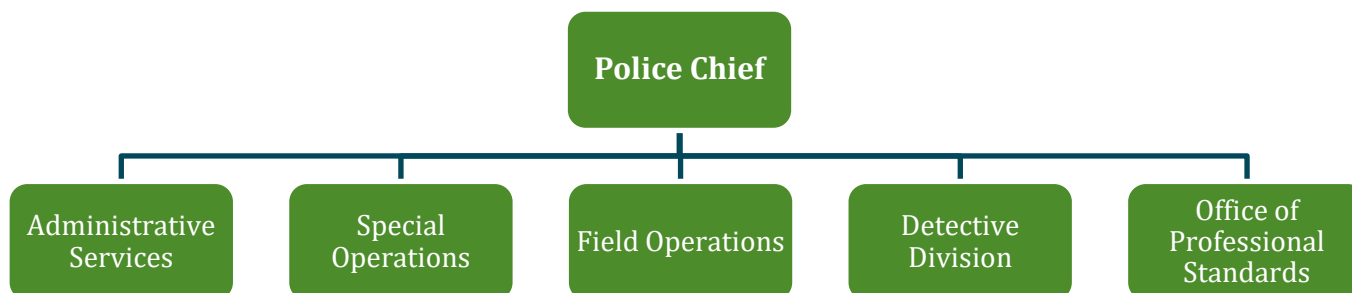 Police Chief
Administrative
Services
Special
Operations
Field Operations
Detective
Division
Office of
Professional
Standards